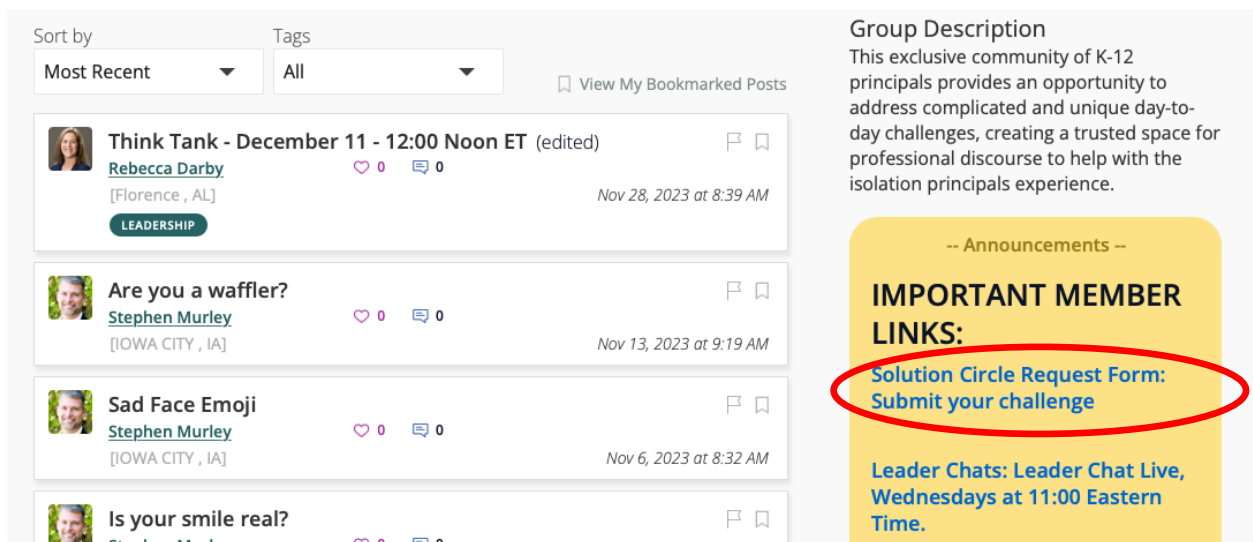 Sort by
Tags
Most Recent
All
View My Bookmarked Posts
Think Tank - December 11 - 12:00 Noon ET (edited)
Rebecca Darby
0
0
[Florence , AL]
Nov 28, 2023 at 8:39 AM
LEADERSHIP
Are you a waffler?
Stephen Murley
0
0
[IOWA CITY , IA]
Nov 13, 2023 at 9:19 AM
Sad Face Emoji
Stephen Murley
0
0
[IOWA CITY , IA]
Nov 6, 2023 at 8:32 AM
Is your smile real?
Group Description
This exclusive community of K-12
principals provides an opportunity to
address complicated and unique day-to-
day challenges, creating a trusted space for
professional discourse to help with the
isolation principals experience.
-- Announcements --
IMPORTANT MEMBER
LINKS:
Solution Circle Request Form:
Submit your challenge
Leader Chats: Leader Chat Live,
Wednesdays at 11:00 Eastern
Time.